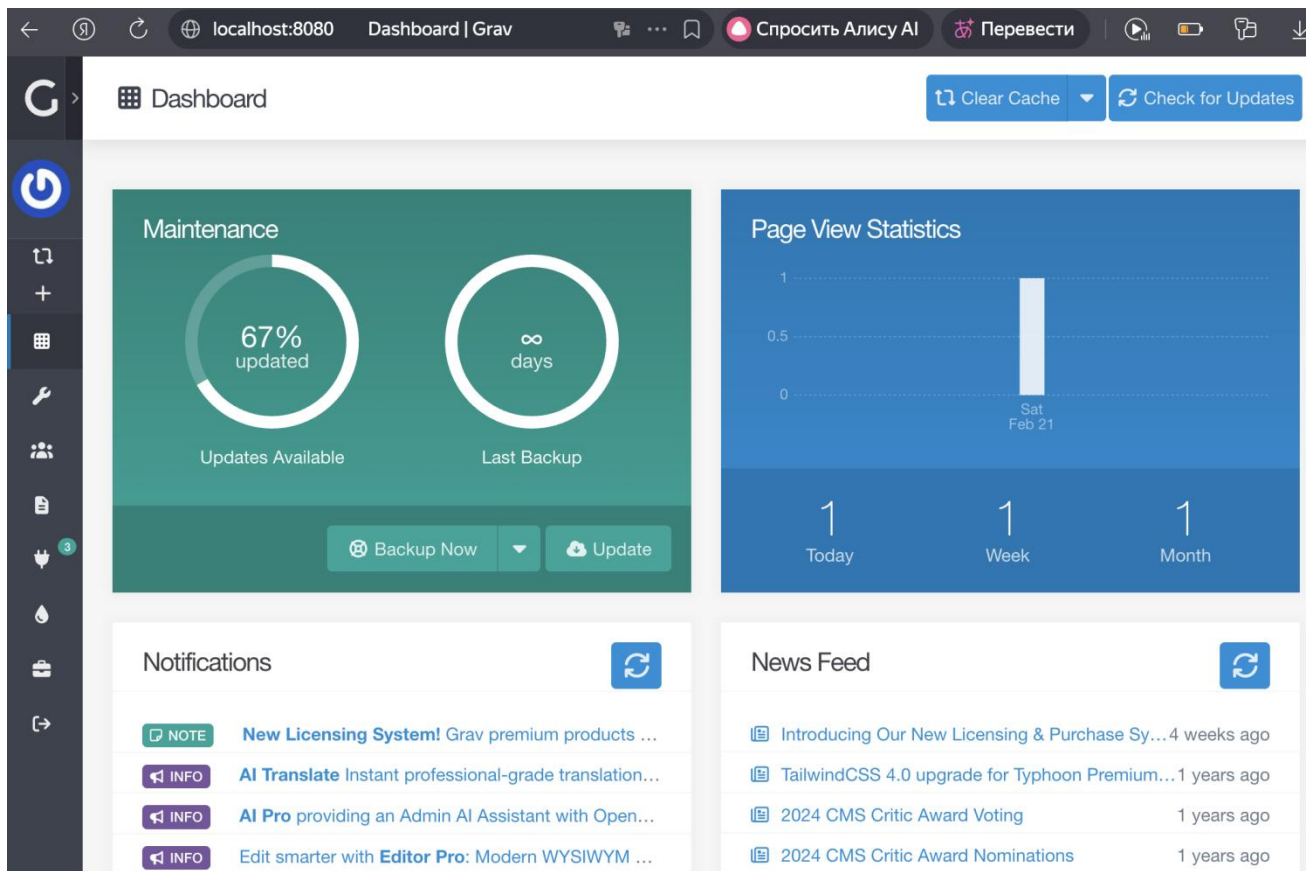 Я localhost:8080 Dashboard | Grav ... Спросить Алису AI Перевести
G Dashboard Clear Cache Check for Updates
Maintenance
67%
updated
∞
days
Updates Available Last Backup
Backup Now Update
3
Page View Statistics
1
0.5
0
Sat
Feb 21
1 1 1
Today Week Month
Notifications
NOTE New Licensing System! Grav premium products ...
INFO AI Translate Instant professional-grade translation...
INFO AI Pro providing an Admin AI Assistant with Open...
INFO Edit smarter with Editor Pro: Modern WYSIWYM ...
News Feed
Introducing Our New Licensing & Purchase Sy... 4 weeks ago
TailwindCSS 4.0 upgrade for Typhoon Premium... 1 years ago
2024 CMS Critic Award Voting 1 years ago
2024 CMS Critic Award Nominations 1 years ago